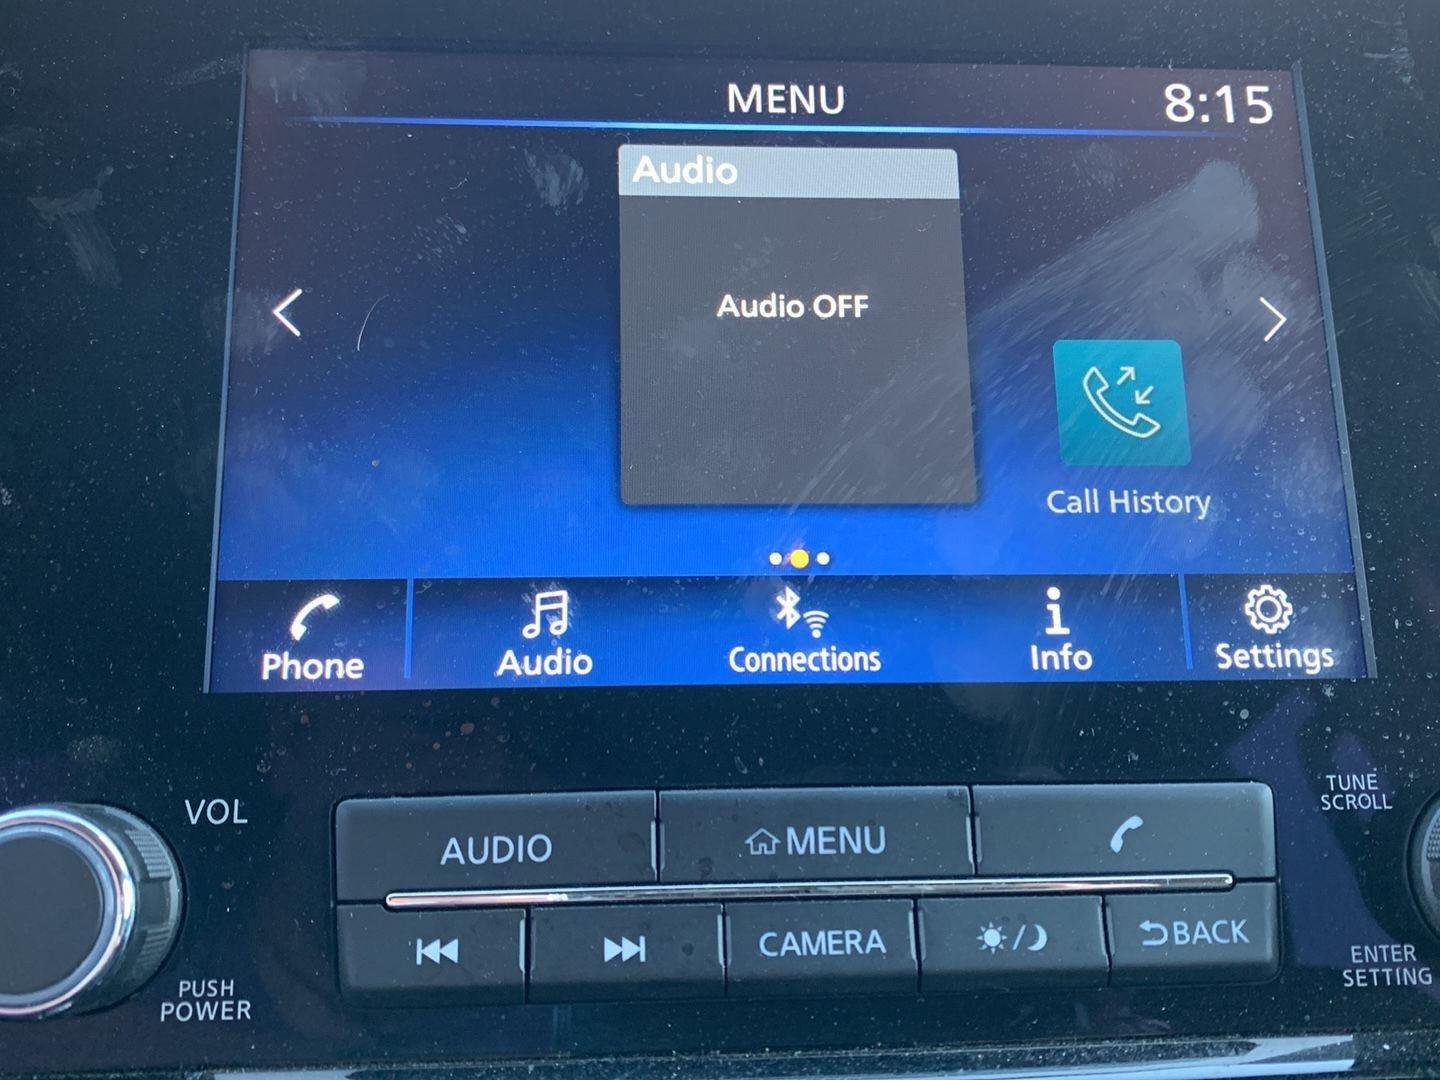 MENU
8:15
Audio
Audio OFF
Call History
Phone
Audio
Connections
Info
Settings
VOL
TUNE
SCROLL
AUDIO
MENU
CAMERA
BACK
PUSH
POWER
ENTER
SETTING